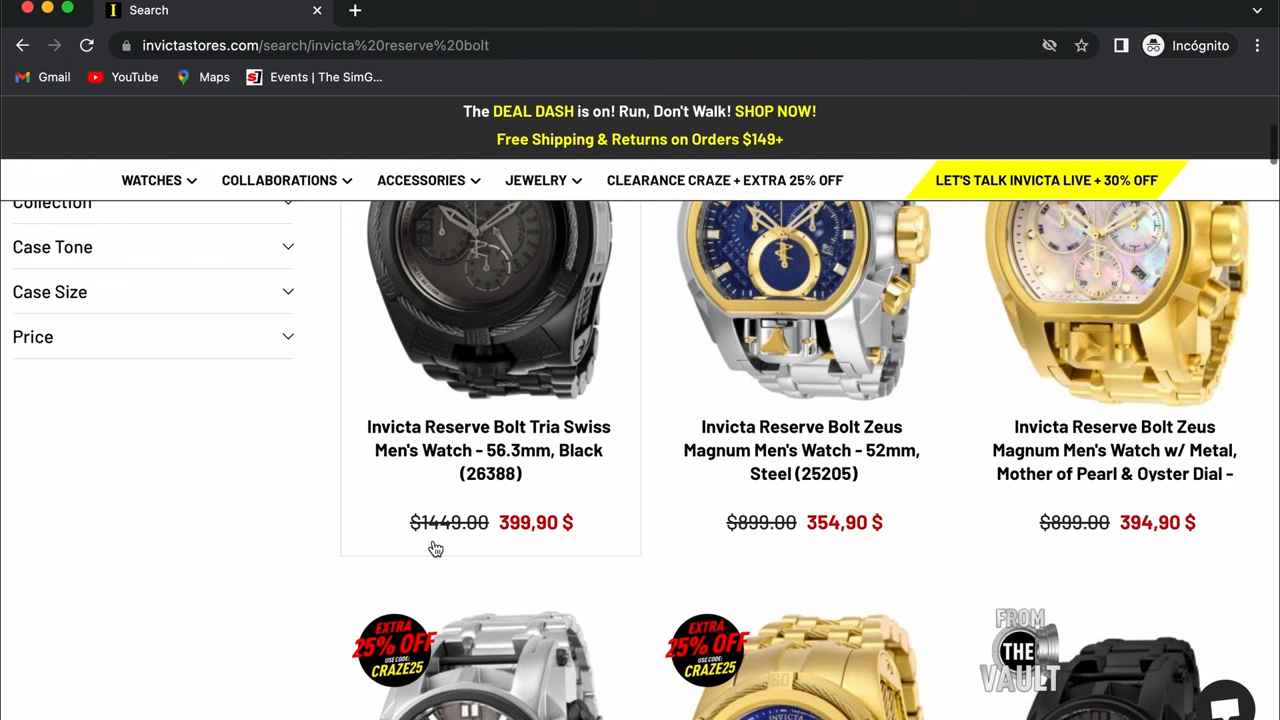 Search
invictastores.com/search/invicta%20reserve%20bolt
Incógnito
Gmail
YouTube
Maps
Events | The SimG...
The DEAL DASH is on! Run, Don't Walk! SHOP NOW!
Free Shipping & Returns on Orders $149+
WATCHES
COLLABORATIONS
ACCESSORIES
JEWELRY
CLEARANCE CRAZE + EXTRA 25% OFF
LET'S TALK INVICTA LIVE + 30% OFF
Collection
Case Tone
Case Size
Price
Invicta Reserve Bolt Tria Swiss
Men's Watch - 56.3mm, Black
(26388)
$1449.00 399,90 $
Invicta Reserve Bolt Zeus
Magnum Men's Watch - 52mm,
Steel (25205)
$899.00 354,90 $
Invicta Reserve Bolt Zeus
Magnum Men's Watch w/ Metal,
Mother of Pearl & Oyster Dial -
$899.00 394,90 $
EXTRA
25% OFF
USE CODE:
CRAZE25
EXTRA
25% OFF
USE CODE:
CRAZE25
INVICTA
FROM
THE
VAULT